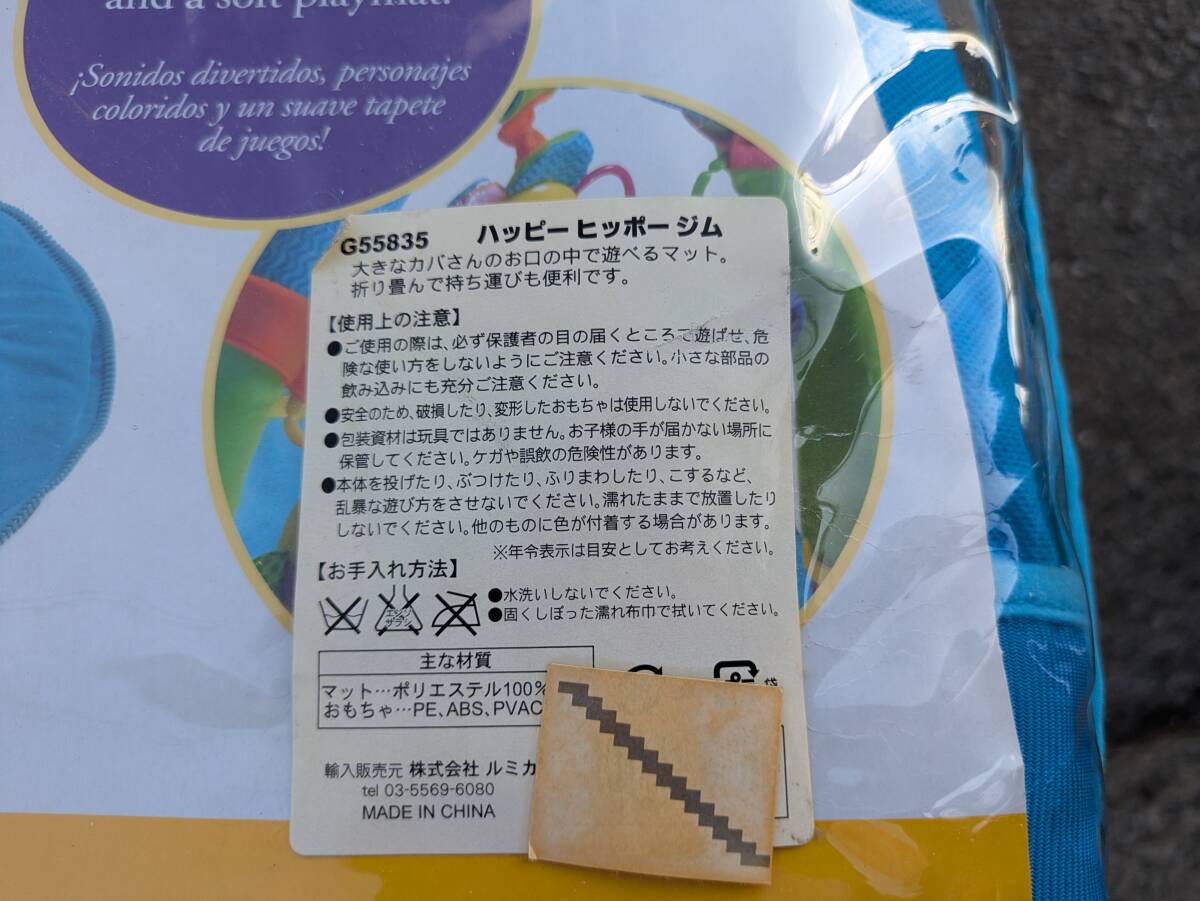 and a soft playmat!
¡Sonidos divertidos, personajes
coloridos y un suave tapete
de juegos!
G55835 ハッピー ヒッポー ジム
大きなカバさんのお口の中で遊べるマット。
折り畳んで持ち運びも便利です。
【使用上の注意】
●ご使用の際は、必ず保護者の目の届くところで遊ばせ、危
険な使い方をしないようにご注意ください。小さな部品の
飲み込みにも充分ご注意ください。
●安全のため、破損したり、変形したおもちゃは使用しないでください。
●包装資材は玩具ではありません。お子様の手が届かない場所に
保管してください。ケガや誤飲の危険性があります。
●本体を投げたり、ぶつけたり、ふりまわしたり、こするなど、
乱暴な遊び方をさせないでください。濡れたままで放置したり
しないでください。他のものに色が付着する場合があります。
※年令表示は目安としてお考えください。
【お手入れ方法】
●水洗いしないでください。
●固くしぼった濡れ布巾で拭いてください。
エンソ
サラシ
主な材質
マット…ポリエステル100%
おもちゃ…PE、ABS、PVAC
輸入販売元 株式会社 ルミカ
tel 03-5569-6080
MADE IN CHINA